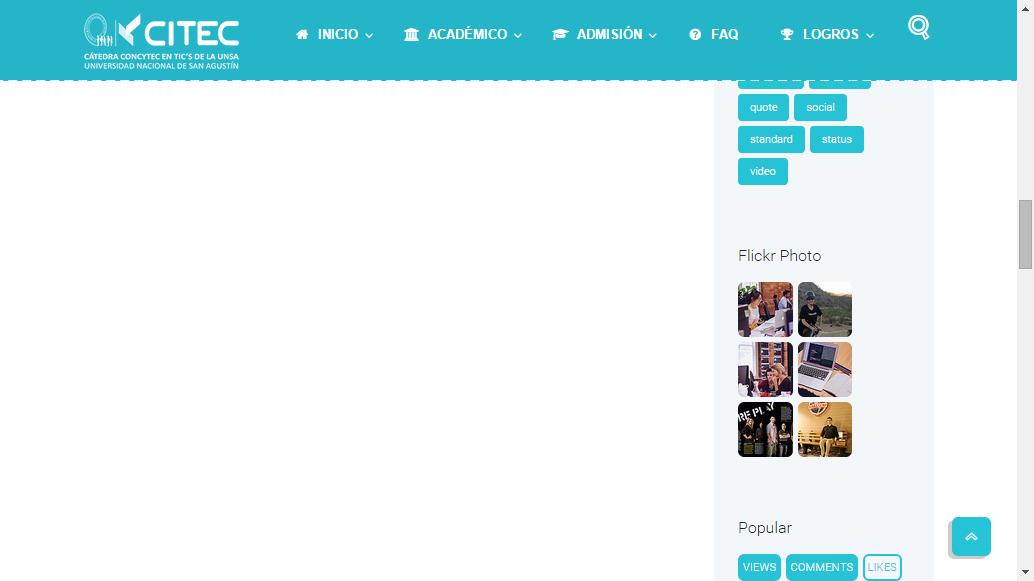 CITEC
CÁTEDRA CONCYTEC EN TIC'S DE LA UNSA
UNIVERSIDAD NACIONAL DE SAN AGUSTÍN
INICIO ACADÉMICO ADMISIÓN FAQ LOGROS
quote social
standard status
video
Flickr Photo
RE PLAY
Popular
VIEWS COMMENTS LIKES